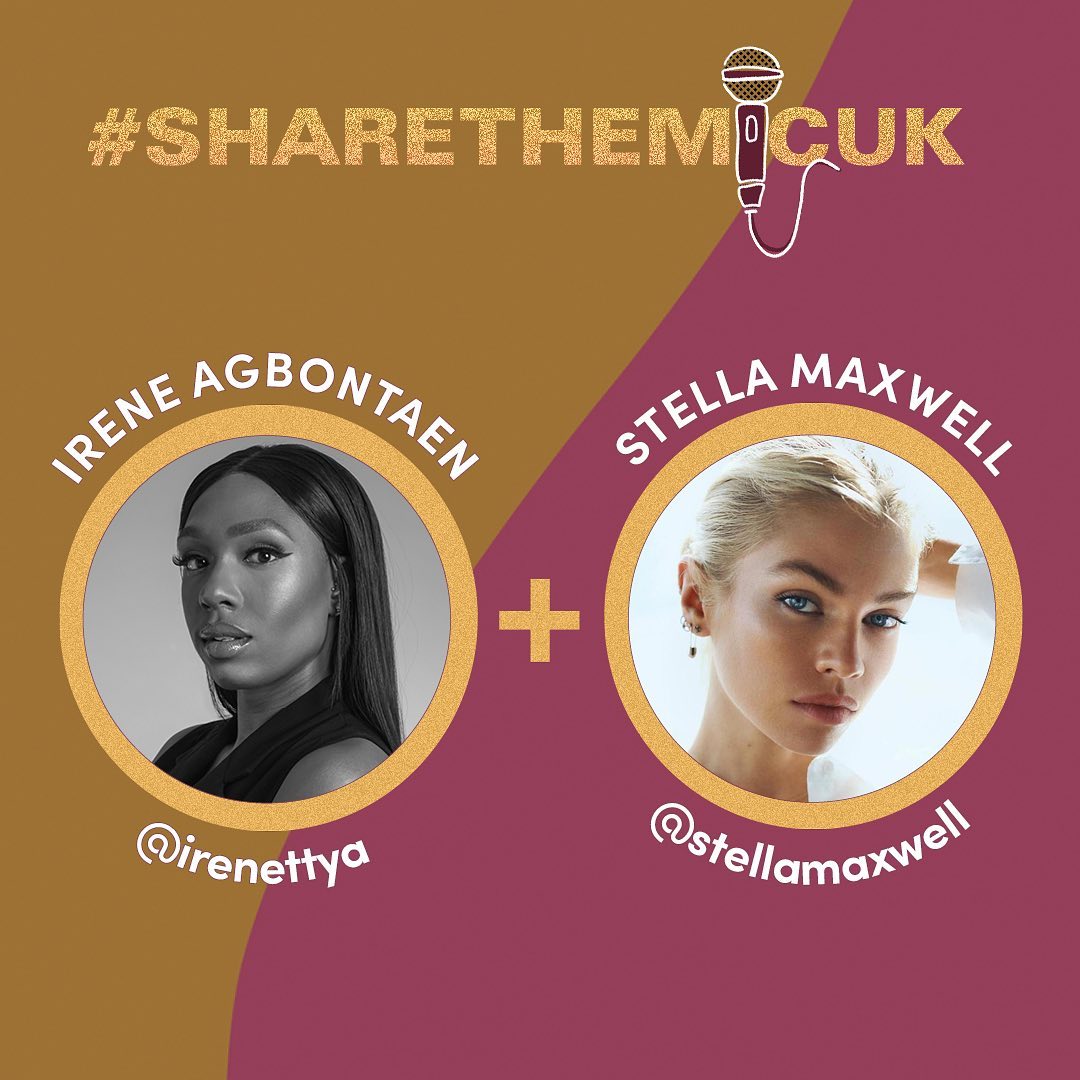 #SHARETHEMICUK
IRENE AGBONTAEN
STELLA MAXWELL
+
@irenettya
@stellamaxwell